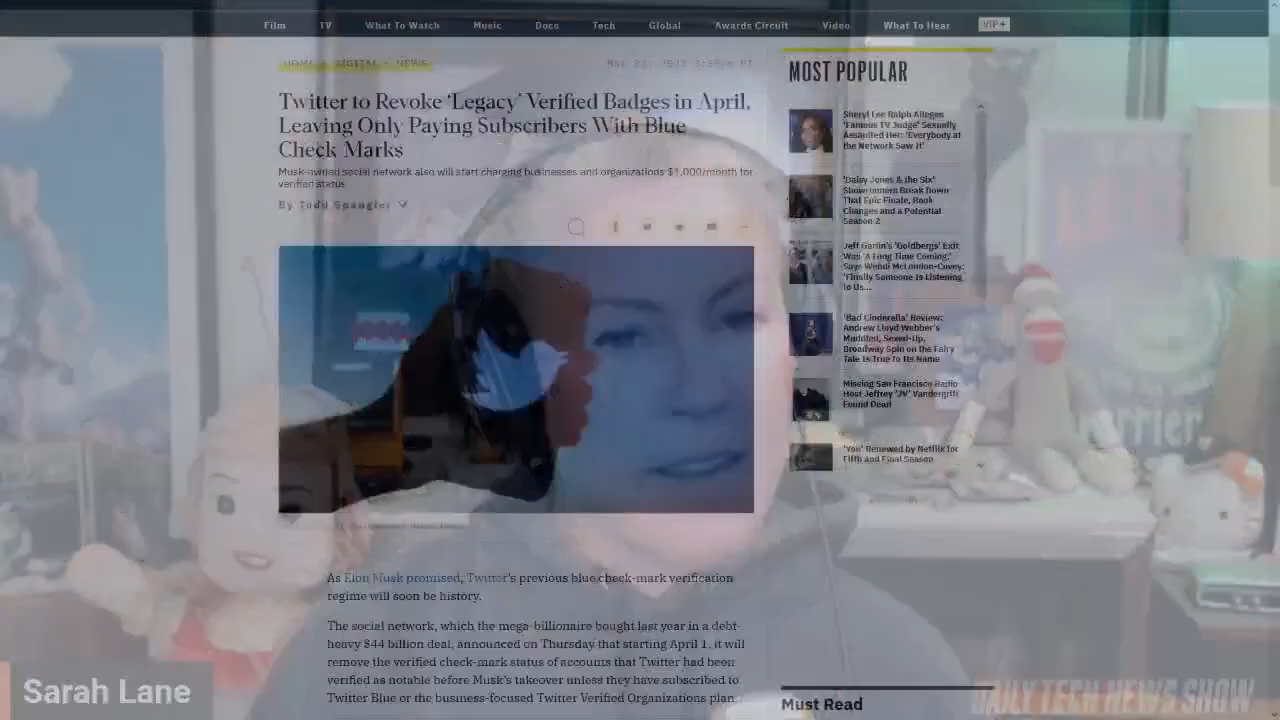 Film TV What To Watch Music Docs Tech Global Awards Circuit Video What To Hear VIP+
HOME > DIGITAL > NEWS
Twitter to Revoke ‘Legacy’ Verified Badges in April,
Leaving Only Paying Subscribers With Blue
Check Marks
Musk-owned social network also will start charging businesses and organizations $1,000/month for
verified status
By Todd Spangler
As Elon Musk promised, Twitter's previous blue check-mark verification
regime will soon be history.
The social network, which the mega-billionaire bought last year in a debt-
heavy $44 billion deal, announced on Thursday that starting April 1, it will
remove the verified check-mark status of accounts that Twitter had been
verified as notable before Musk's takeover unless they have subscribed to
Twitter Blue or the business-focused Twitter Verified Organizations plan.
MOST POPULAR
Sheryl Lee Ralph Alleges
‘Famous TV Judge’ Sexually
Assaulted Her: ‘Everybody at
the Network Saw It’
‘Daisy Jones & the Six’
Showrunners Break Down
That Epic Finale, Book
Changes and a Potential
Season 2
Jeff Garlin's ‘Goldbergs’ Exit
Was ‘A Long Time Coming,’
Says Wendi McLendon-Covey:
‘Finally Someone Is Listening
to Us...
‘Bad Cinderella’ Review:
Andrew Lloyd Webber's
Muddled, Sexed-Up,
Broadway Spin on the Fairy
Tale Is True to Its Name
Missing San Francisco Radio
Host Jeffrey ‘JV’ Vandergrift
Found Dead
‘You’ Renewed by Netflix for
Fifth and Final Season
Must Read
Sarah Lane
DAILY TECH NEWS SHOW